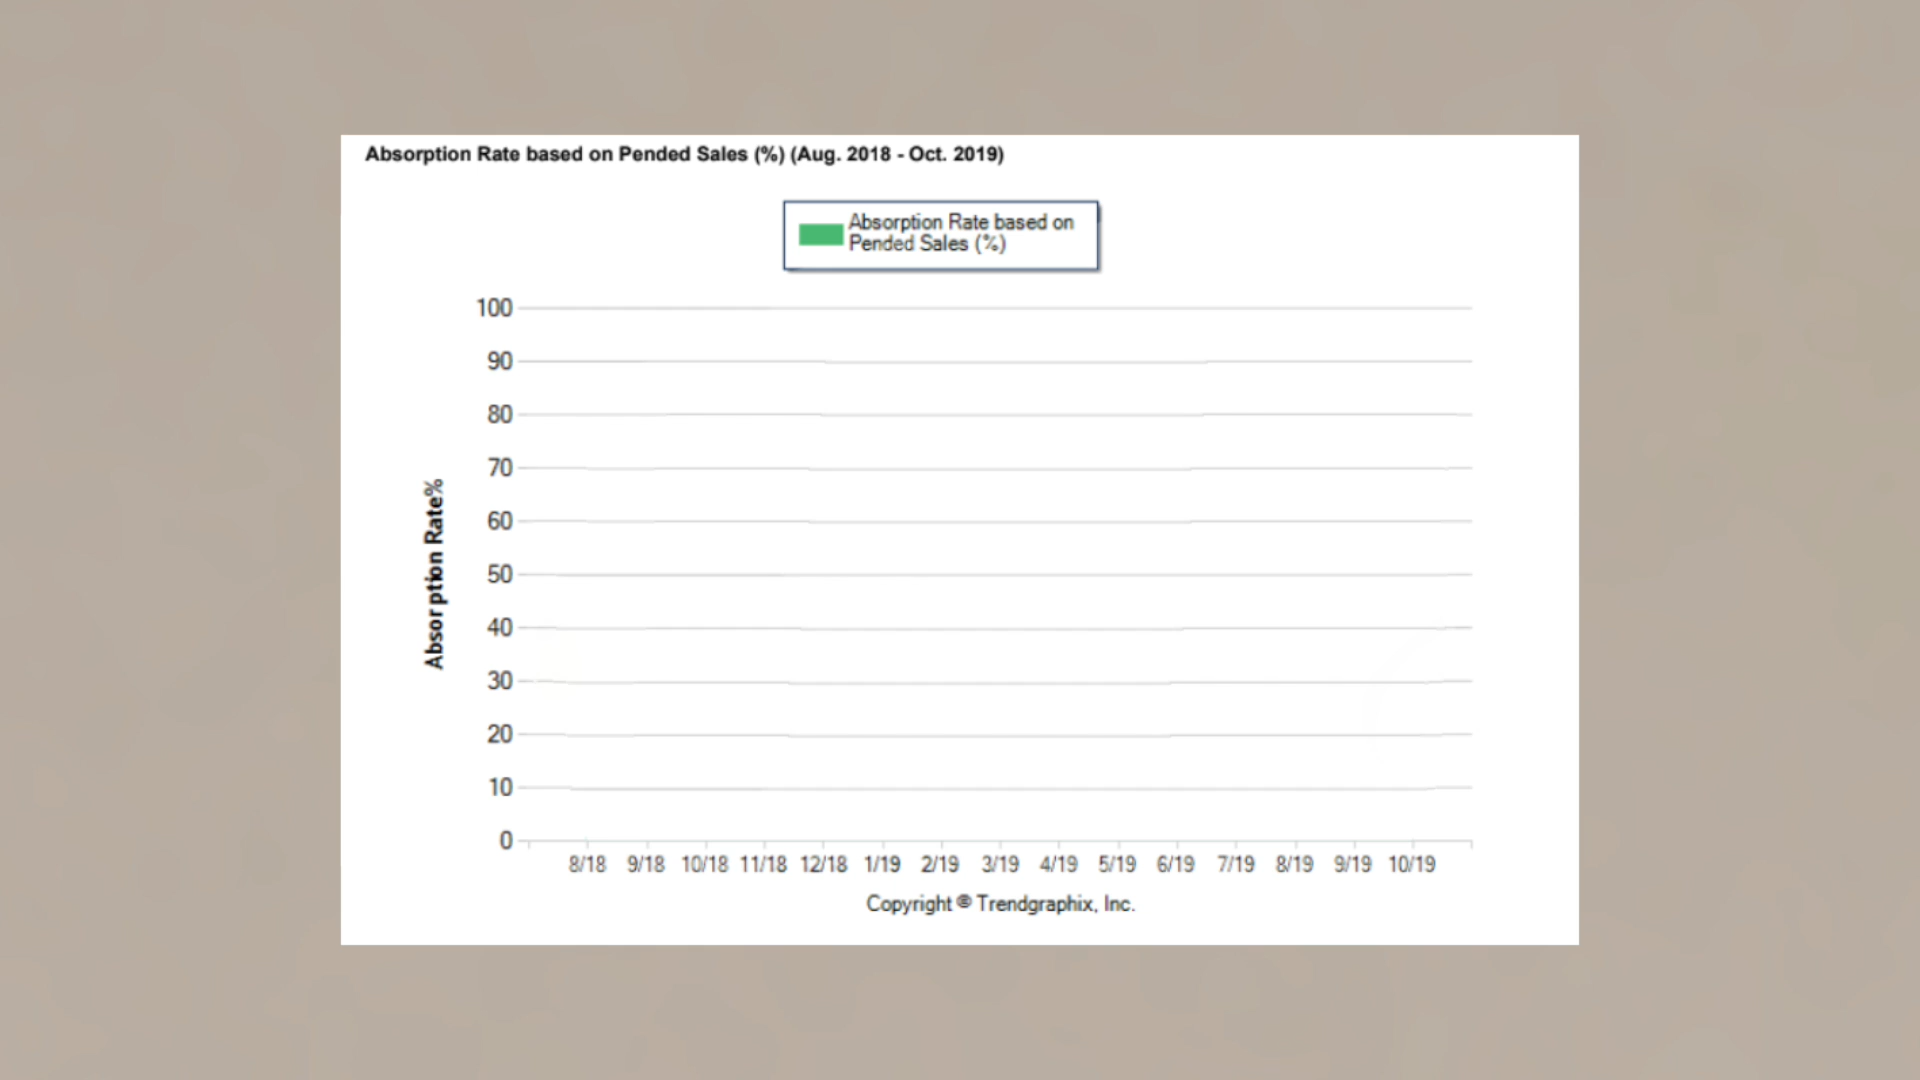 Absorption Rate based on Pended Sales (%) (Aug. 2018 - Oct. 2019)
Absorption Rate based on
Pended Sales (%)
100
90
80
70
60
50
40
30
20
10
0
Absorption Rate%
8/18 9/18 10/18 11/18 12/18 1/19 2/19 3/19 4/19 5/19 6/19 7/19 8/19 9/19 10/19
Copyright © Trendgraphix, Inc.